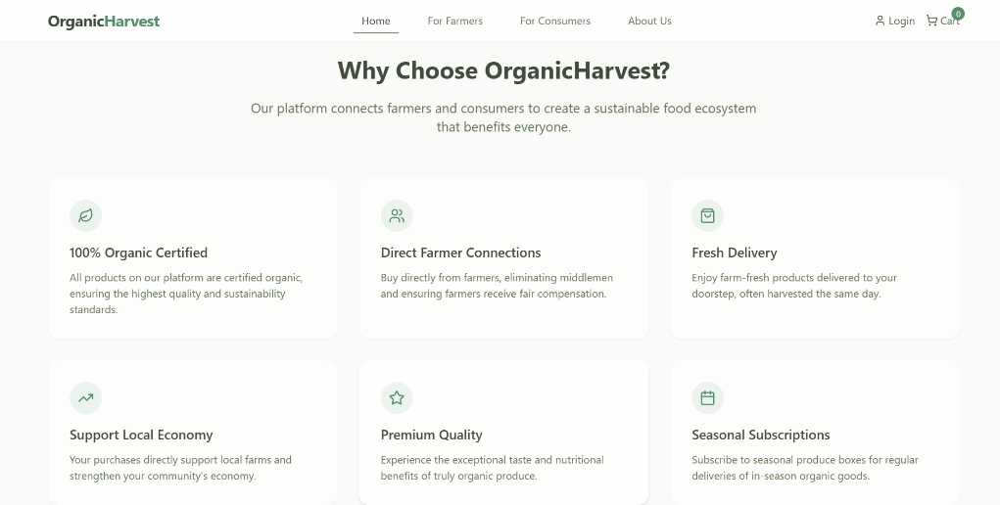 OrganicHarvest
Home
For Farmers
For Consumers
About Us
Login
Cart
0
Why Choose OrganicHarvest?
Our platform connects farmers and consumers to create a sustainable food ecosystem
that benefits everyone.
100% Organic Certified
All products on our platform are certified organic,
ensuring the highest quality and sustainability
standards.
Direct Farmer Connections
Buy directly from farmers, eliminating middlemen
and ensuring farmers receive fair compensation.
Fresh Delivery
Enjoy farm-fresh products delivered to your
doorstep, often harvested the same day.
Support Local Economy
Your purchases directly support local farms and
strengthen your community's economy.
Premium Quality
Experience the exceptional taste and nutritional
benefits of truly organic produce.
Seasonal Subscriptions
Subscribe to seasonal produce boxes for regular
deliveries of in-season organic goods.